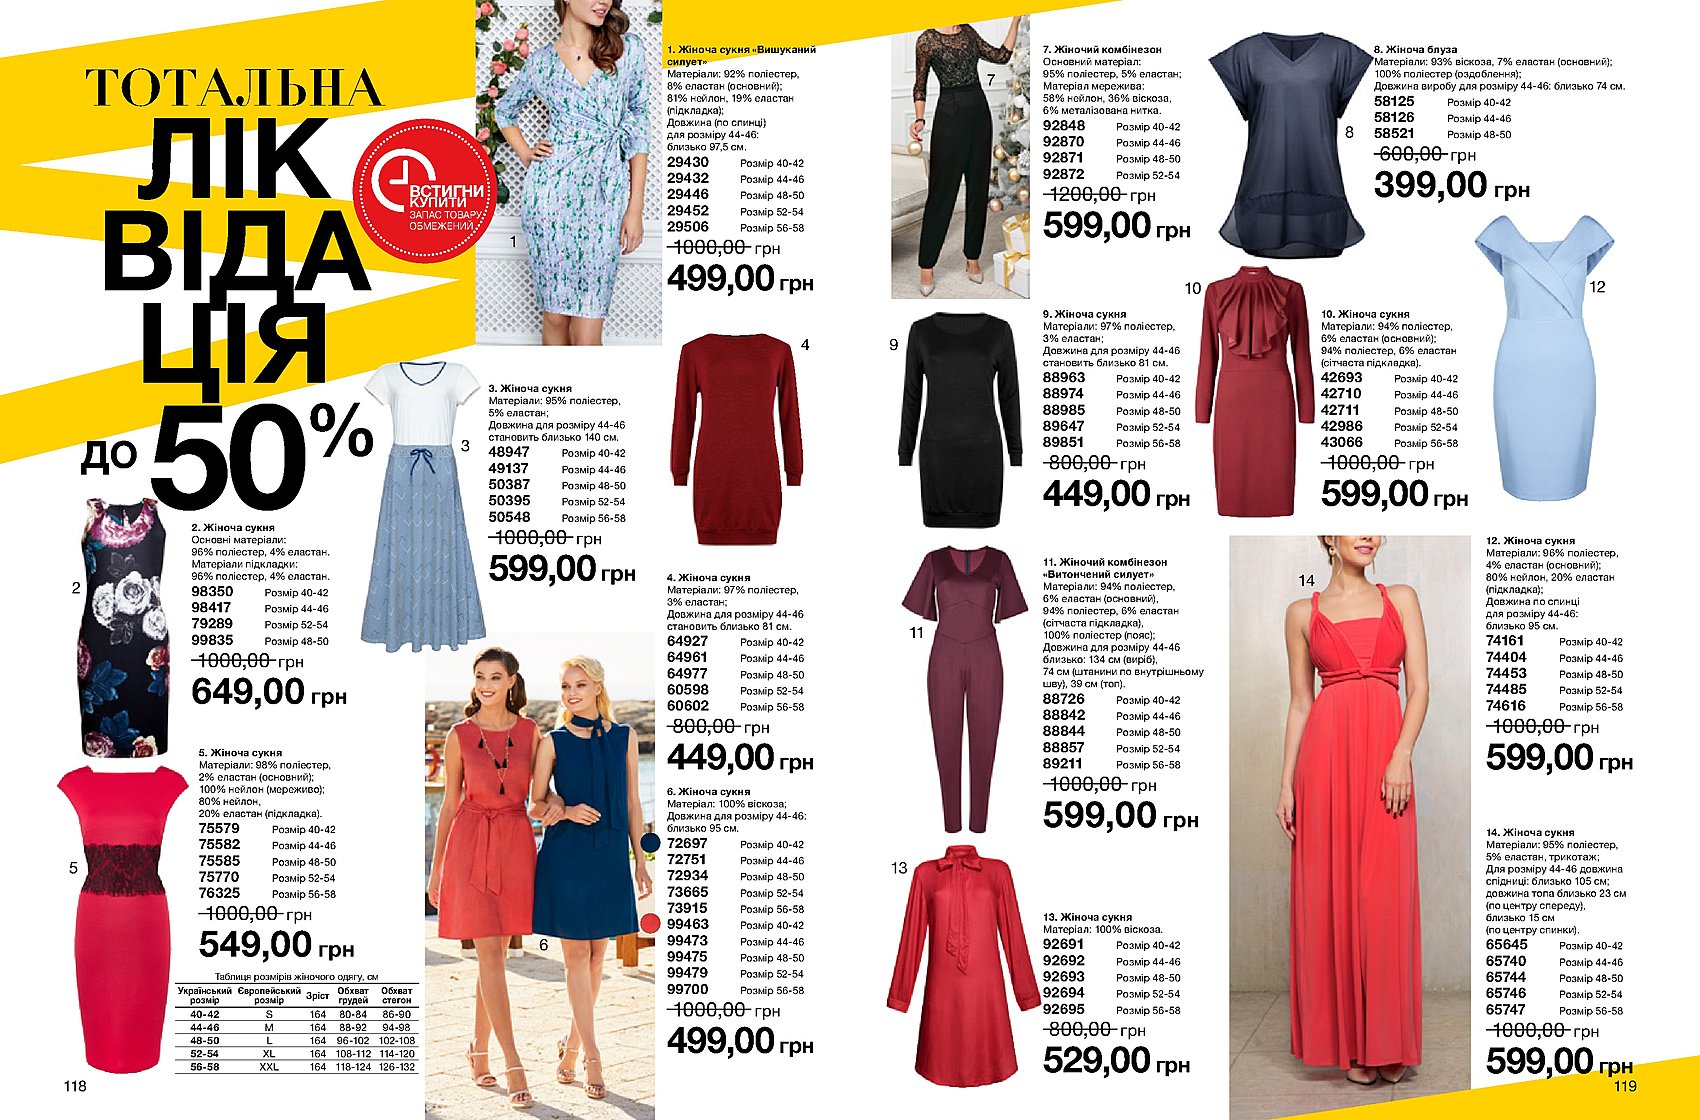 ТОТАЛЬНА
ЛІК
ВІДА
ЦІЯ
ДО 50%
ВСТИГНИ
КУПИТИ
ЗАПАС ТОВАРУ
ОБМЕЖЕНИЙ
1
1. Жіноча сукня «Вишуканий
силует»
Матеріали: 92% поліестер,
8% еластан (основний);
81% нейлон, 19% еластан
(підкладка);
Довжина (по спинці)
для розміру 44-46:
близько 97,5 см.
29430 Розмір 40-42
29432 Розмір 44-46
29446 Розмір 48-50
29452 Розмір 52-54
29506 Розмір 56-58
1000,00 грн
499,00 грн
2
2. Жіноча сукня
Основні матеріали:
96% поліестер, 4% еластан.
Матеріали підкладки:
96% поліестер, 4% еластан.
98350 Розмір 40-42
98417 Розмір 44-46
79289 Розмір 52-54
99835 Розмір 48-50
1000,00 грн
649,00 грн
3
3. Жіноча сукня
Матеріали: 95% поліестер,
5% еластан;
Довжина для розміру 44-46
становить близько 140 см.
48947 Розмір 40-42
49137 Розмір 44-46
50387 Розмір 48-50
50395 Розмір 52-54
50548 Розмір 56-58
1000,00 грн
599,00 грн
4
4. Жіноча сукня
Матеріали: 97% поліестер,
3% еластан;
Довжина для розміру 44-46
становить близько 81 см.
64927 Розмір 40-42
64961 Розмір 44-46
64977 Розмір 48-50
60598 Розмір 52-54
60602 Розмір 56-58
800,00 грн
449,00 грн
5
5. Жіноча сукня
Матеріали: 98% поліестер,
2% еластан (основний);
100% нейлон (мереживо);
80% нейлон,
20% еластан (підкладка).
75579 Розмір 40-42
75582 Розмір 44-46
75585 Розмір 48-50
75770 Розмір 52-54
76325 Розмір 56-58
1000,00 грн
549,00 грн
6
6. Жіноча сукня
Матеріал: 100% віскоза;
Довжина для розміру 44-46:
близько 95 см.
72697 Розмір 40-42
72751 Розмір 44-46
72934 Розмір 48-50
73665 Розмір 52-54
73915 Розмір 56-58
99463 Розмір 40-42
99473 Розмір 44-46
99475 Розмір 48-50
99479 Розмір 52-54
99700 Розмір 56-58
1000,00 грн
499,00 грн
Таблиця розмірів жіночого одягу, см
Український розмір Європейський розмір Зріст Обхват грудей Обхват стегон
40-42 S 164 80-84 86-90
44-46 M 164 88-92 94-98
48-50 L 164 96-102 102-108
52-54 XL 164 108-112 114-120
56-58 XXL 164 118-124 126-132
118
7
7. Жіночий комбінезон
Основний матеріал:
95% поліестер, 5% еластан;
Матеріал мережива:
58% нейлон, 36% віскоза,
6% металізована нитка.
92848 Розмір 40-42
92870 Розмір 44-46
92871 Розмір 48-50
92872 Розмір 52-54
1200,00 грн
599,00 грн
8
8. Жіноча блуза
Матеріали: 93% віскоза, 7% еластан (основний);
100% поліестер (оздоблення);
Довжина виробу для розміру 44-46: близько 74 см.
58125 Розмір 40-42
58126 Розмір 44-46
58521 Розмір 48-50
600,00 грн
399,00 грн
9
9. Жіноча сукня
Матеріали: 97% поліестер,
3% еластан;
Довжина для розміру 44-46
становить близько 81 см.
88963 Розмір 40-42
88974 Розмір 44-46
88985 Розмір 48-50
89647 Розмір 52-54
89851 Розмір 56-58
800,00 грн
449,00 грн
10
10. Жіноча сукня
Матеріали: 94% поліестер,
6% еластан (основний);
94% поліестер, 6% еластан
(сітчаста підкладка).
42693 Розмір 40-42
42710 Розмір 44-46
42711 Розмір 48-50
42986 Розмір 52-54
43066 Розмір 56-58
1000,00 грн
599,00 грн
11
11. Жіночий комбінезон
«Витончений силует»
Матеріали: 94% поліестер,
6% еластан (основний),
94% поліестер, 6% еластан
(сітчаста підкладка),
100% поліестер (пояс);
Довжина для розміру 44-46
близько: 134 см (виріб),
74 см (штанини по внутрішньому
шву), 39 см (топ).
88726 Розмір 40-42
88842 Розмір 44-46
88844 Розмір 48-50
88857 Розмір 52-54
89211 Розмір 56-58
1000,00 грн
599,00 грн
12
12. Жіноча сукня
Матеріали: 96% поліестер,
4% еластан (основний);
80% нейлон, 20% еластан
(підкладка);
Довжина по спинці
для розміру 44-46:
близько 95 см.
74161 Розмір 40-42
74404 Розмір 44-46
74453 Розмір 48-50
74485 Розмір 52-54
74616 Розмір 56-58
1000,00 грн
599,00 грн
13
13. Жіноча сукня
Матеріал: 100% віскоза.
92691 Розмір 40-42
92692 Розмір 44-46
92693 Розмір 48-50
92694 Розмір 52-54
92695 Розмір 56-58
800,00 грн
529,00 грн
14
14. Жіноча сукня
Матеріали: 95% поліестер,
5% еластан, трикотаж;
Для розміру 44-46 довжина
спідниці: близько 105 см;
довжина топа близько 23 см
(по центру спереду),
близько 15 см
(по центру спинки).
65645 Розмір 40-42
65740 Розмір 44-46
65744 Розмір 48-50
65746 Розмір 52-54
65747 Розмір 56-58
1000,00 грн
599,00 грн
119